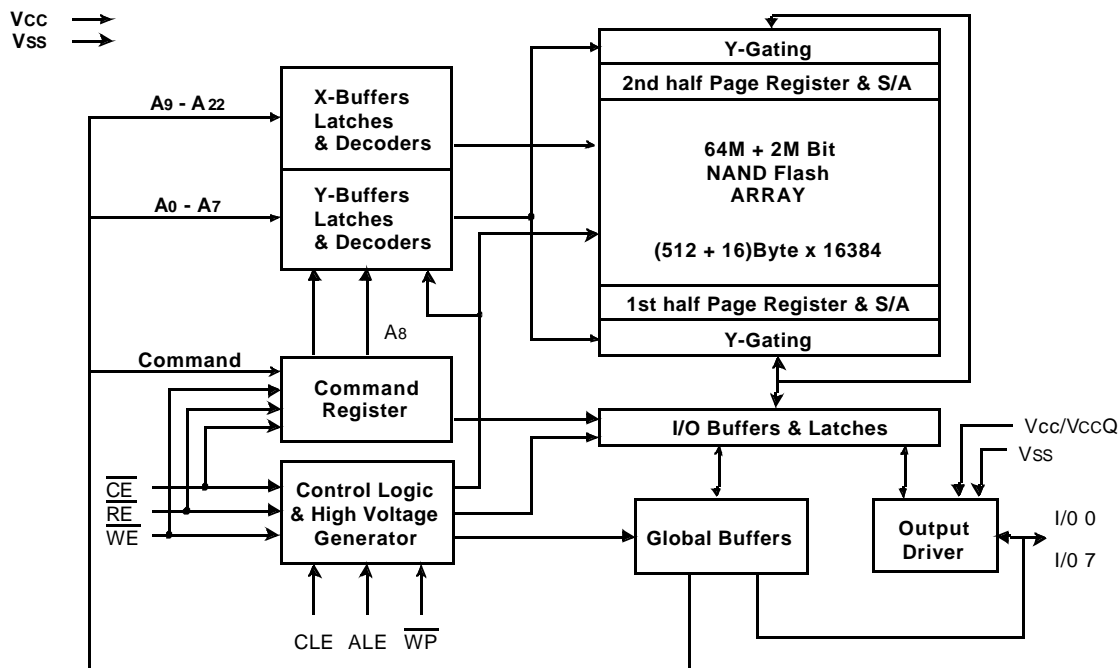 VCC
VSS
A9 - A22
X-Buffers
Latches
& Decoders
A0 - A7
Y-Buffers
Latches
& Decoders
Y-Gating
2nd half Page Register & S/A
64M + 2M Bit
NAND Flash
ARRAY
(512 + 16)Byte x 16384
1st half Page Register & S/A
Y-Gating
A8
Command
Command
Register
I/O Buffers & Latches
Vcc/VCCQ
VSS
CE
RE
WE
Control Logic
& High Voltage
Generator
Global Buffers
Output
Driver
I/0 0
I/0 7
CLE
ALE
WP